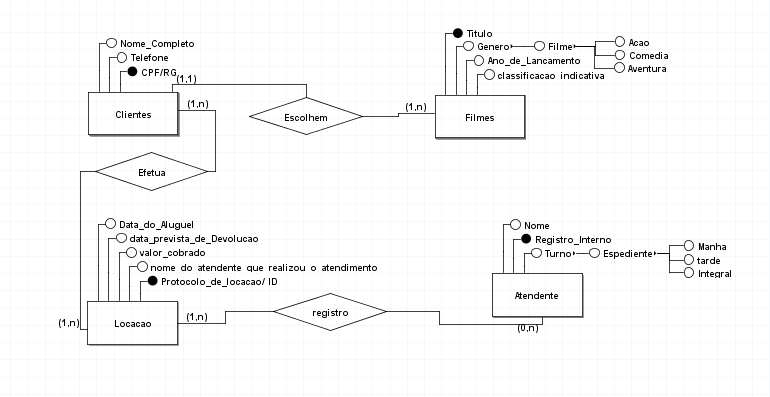 Nome_Completo
Telefone
CPF/RG
(1,1)
Clientes
(1,n)
Escolhem
(1,n)
Titulo
Genero
Filme
Acao
Comedia
Aventura
Ano_de_Lancamento
classificacao indicativa
Filmes
Efetua
Data_do_Aluguel
data_prevista_de_Devolucao
valor_cobrado
nome do atendente que realizou o atendimento
Protocolo_de_locacao/ ID
(1,n)
Locacao
(1,n)
registro
Nome
Registro_Interno
Turno
Espediente
Manha
tarde
Integral
Atendente
(0,n)